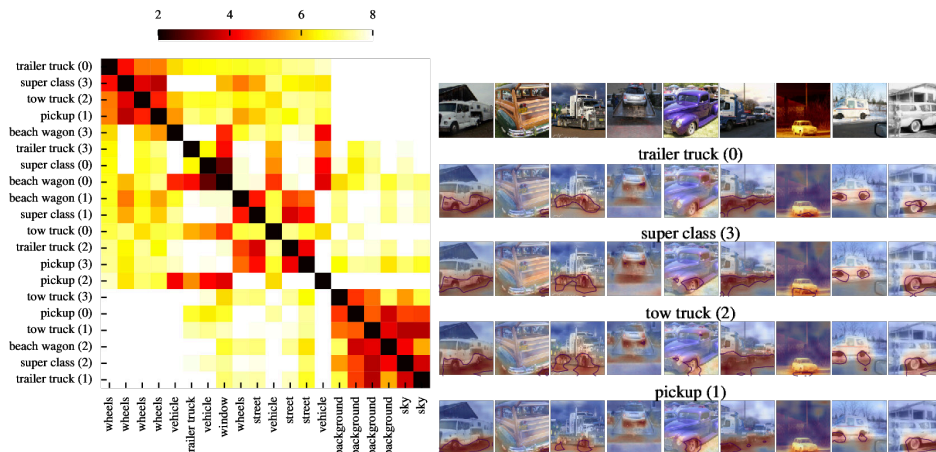 2 4 6 8
trailer truck (0)
super class (3)
tow truck (2)
pickup (1)
beach wagon (3)
trailer truck (3)
super class (0)
beach wagon (0)
beach wagon (1)
super class (1)
tow truck (0)
trailer truck (2)
pickup (3)
pickup (2)
tow truck (3)
pickup (0)
tow truck (1)
beach wagon (2)
super class (2)
trailer truck (1)
wheels
wheels
wheels
wheels
vehicle
railer truck
vehicle
window
wheels
street
vehicle
street
street
vehicle
background
background
background
background
sky
sky
trailer truck (0)
super class (3)
tow truck (2)
pickup (1)